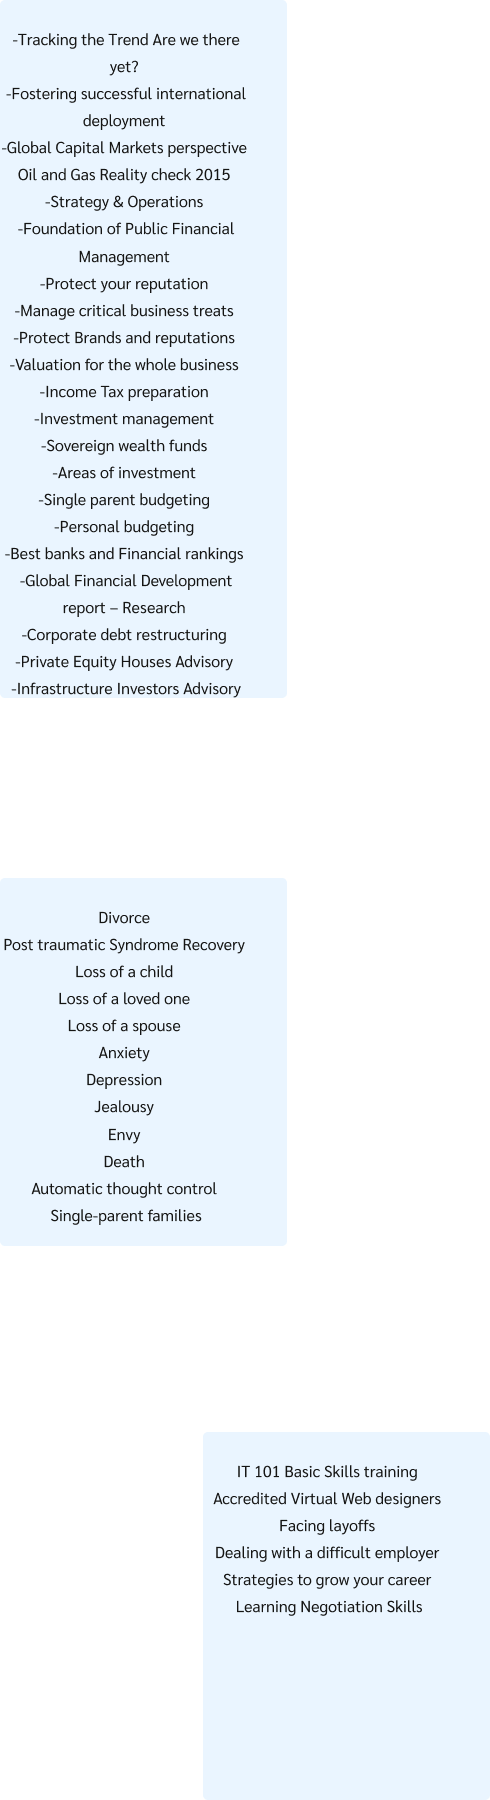 -Tracking the Trend Are we there
yet?
-Fostering successful international
deployment
-Global Capital Markets perspective
Oil and Gas Reality check 2015
-Strategy & Operations
-Foundation of Public Financial
Management
-Protect your reputation
-Manage critical business treats
-Protect Brands and reputations
-Valuation for the whole business
-Income Tax preparation
-Investment management
-Sovereign wealth funds
-Areas of investment
-Single parent budgeting
-Personal budgeting
-Best banks and Financial rankings
-Global Financial Development
report – Research
-Corporate debt restructuring
-Private Equity Houses Advisory
-Infrastructure Investors Advisory
Divorce
Post traumatic Syndrome Recovery
Loss of a child
Loss of a loved one
Loss of a spouse
Anxiety
Depression
Jealousy
Envy
Death
Automatic thought control
Single-parent families
IT 101 Basic Skills training
Accredited Virtual Web designers
Facing layoffs
Dealing with a difficult employer
Strategies to grow your career
Learning Negotiation Skills